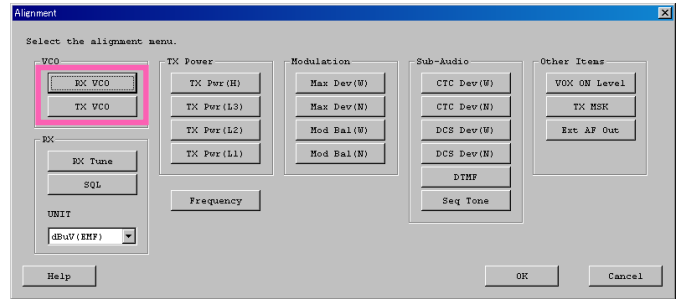 Alignment
Select the alignment menu.
VCO
RX VCO
TX VCO
RX
RX Tune
SQL
UNIT
dBuV(EMF)
TX Power
TX Pwr(H)
TX Pwr(L3)
TX Pwr(L2)
TX Pwr(L1)
Frequency
Modulation
Max Dev(W)
Max Dev(N)
Mod Bal(W)
Mod Bal(N)
Sub-Audio
CTC Dev(W)
CTC Dev(N)
DCS Dev(W)
DCS Dev(N)
DTMF
Seq Tone
Other Items
VOX ON Level
TX MSK
Ext AF Out
Help
OK
Cancel